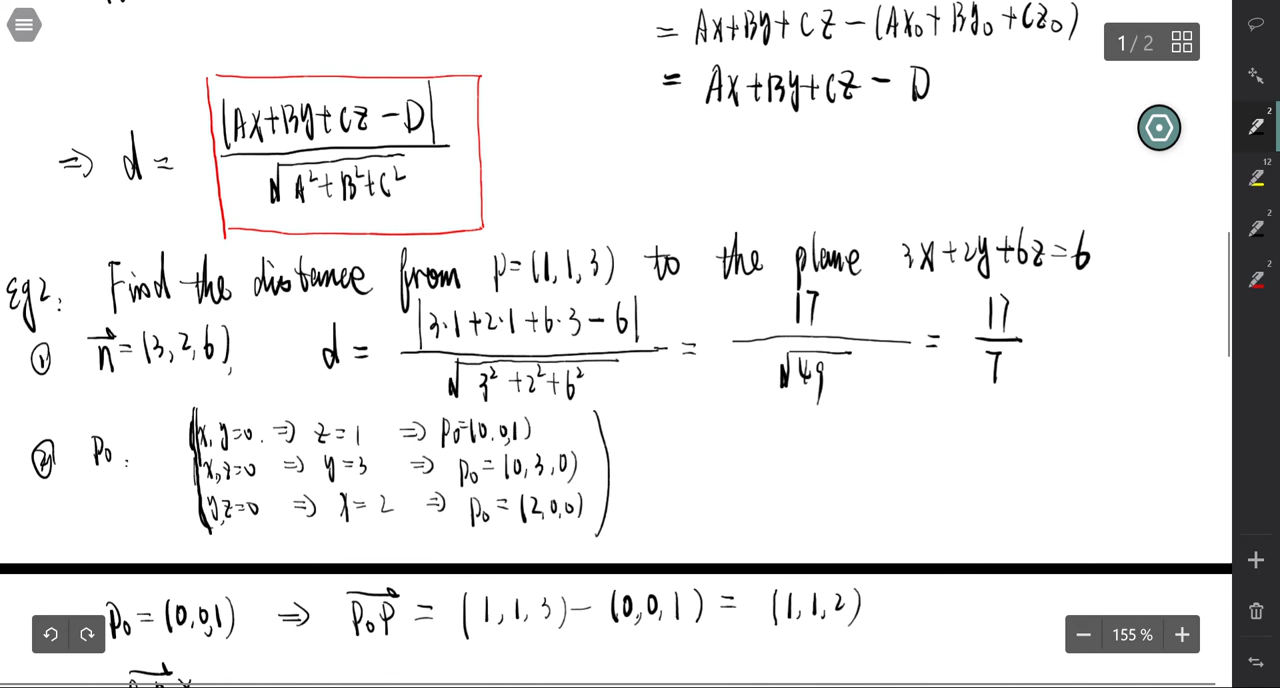 = Ax+By+Cz-(Ax₀+By₀+Cz₀)
1/2
= Ax+By+Cz-D
⇒ d = |Ax+By+Cz-D| / √A²+B²+C²
Eg2: Find the distance from p=(1,1,3) to the plane 3x+2y+6z=6
① n⃗=(3,2,6), d = |3·1+2·1+6·3-6| / √3²+2²+6² = 17/√49 = 17/7
② P₀:
x,y=0. ⇒ z=1 ⇒ P₀=(0,0,1)
x,z=0 ⇒ y=3 ⇒ P₀=(0,3,0)
y,z=0 ⇒ x=2 ⇒ P₀=(2,0,0)
P₀=(0,0,1) ⇒ P₀P⃗ = (1,1,3)-(0,0,1) = (1,1,2)
155 %
2
12
2
2